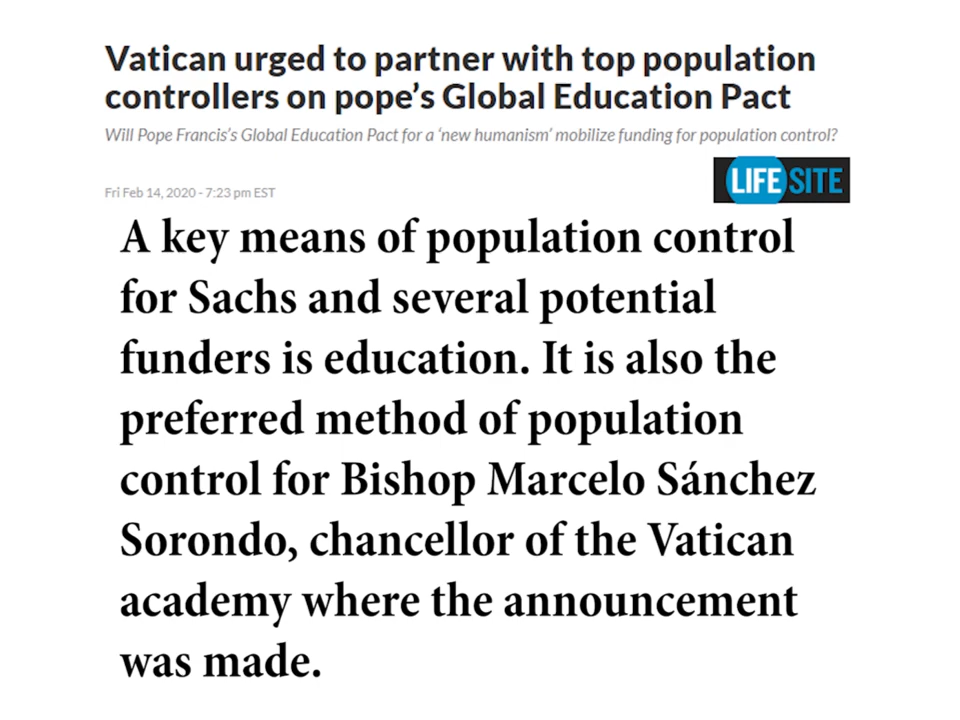 Vatican urged to partner with top population
controllers on pope's Global Education Pact
Will Pope Francis's Global Education Pact for a 'new humanism' mobilize funding for population control?
LIFE SITE
Fri Feb 14, 2020 - 7:23 pm EST
A key means of population control
for Sachs and several potential
funders is education. It is also the
preferred method of population
control for Bishop Marcelo Sánchez
Sorondo, chancellor of the Vatican
academy where the announcement
was made.